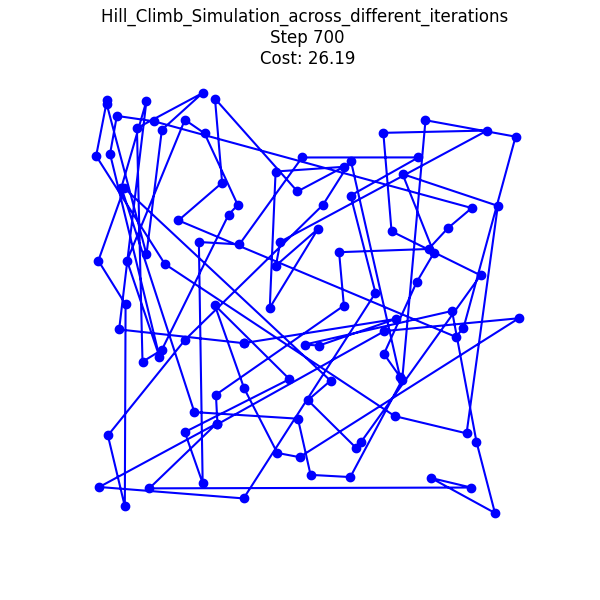 Hill_Climb_Simulation_across_different_iterations
Step 700
Cost: 26.19